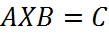 AXB = C